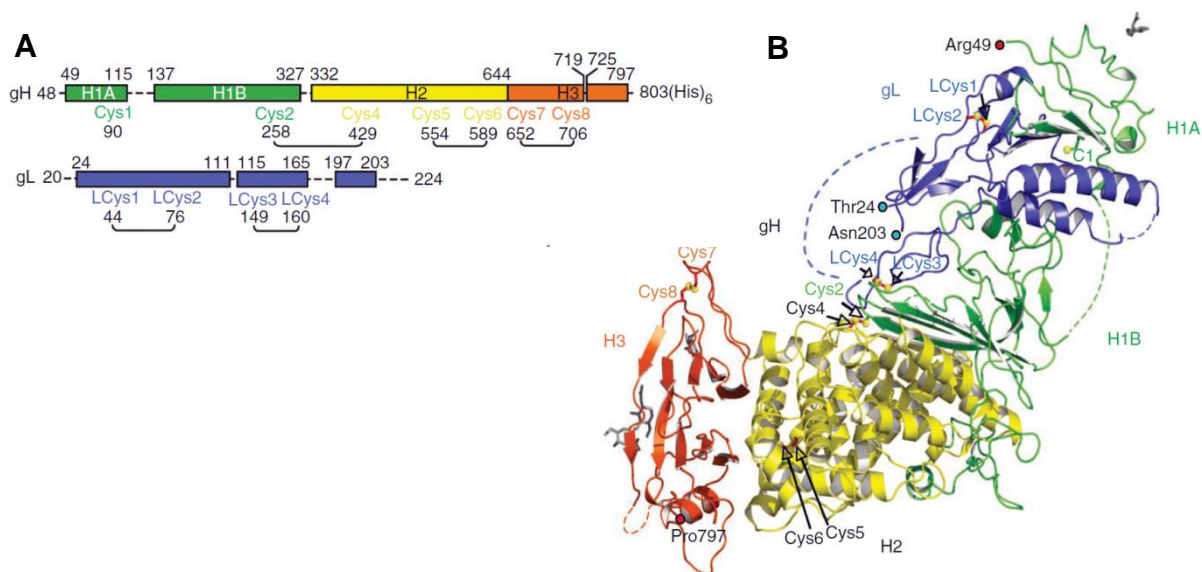 A
49 115 137 327 332 644 719 725 797
gH 48 H1A H1B H2 H3 803(His)6
Cys1 Cys2 Cys4 Cys5 Cys6 Cys7 Cys8
90 258 429 554 589 652 706
24 111 115 165 197 203
gL 20 224
LCys1 LCys2 LCys3 LCys4
44 76 149 160
B
Arg49
gL
LCys1
LCys2
H1A
C1
Thr24
gH
Asn203
LCys4 LCys3
Cys7
Cys8
Cys2
Cys4
H3
H1B
Pro797
Cys6 Cys5
H2